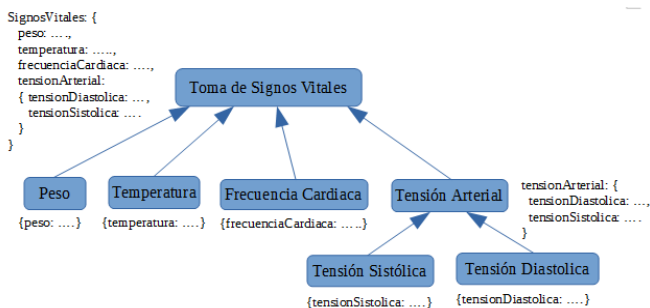 SignosVitales: {
peso: ....,
temperatura: .....,
frecuenciaCardiaca: ....,
tensionArterial:
{ tensionDiastolica: ... ,
tensionSistolica: ... .
}
}
Toma de Signos Vitales
Peso
Temperatura
Frecuencia Cardiaca
Tensión Arterial
{peso: ....}
{temperatura: ....}
{frecuenciaCardiaca: .....}
tensionArterial: {
tensionDiastolica: ...,
tensionSistolica: ... .
}
Tensión Sistólica
Tensión Diastolica
{tensionSistolica: ....}
{tensionDiastolica: ....}